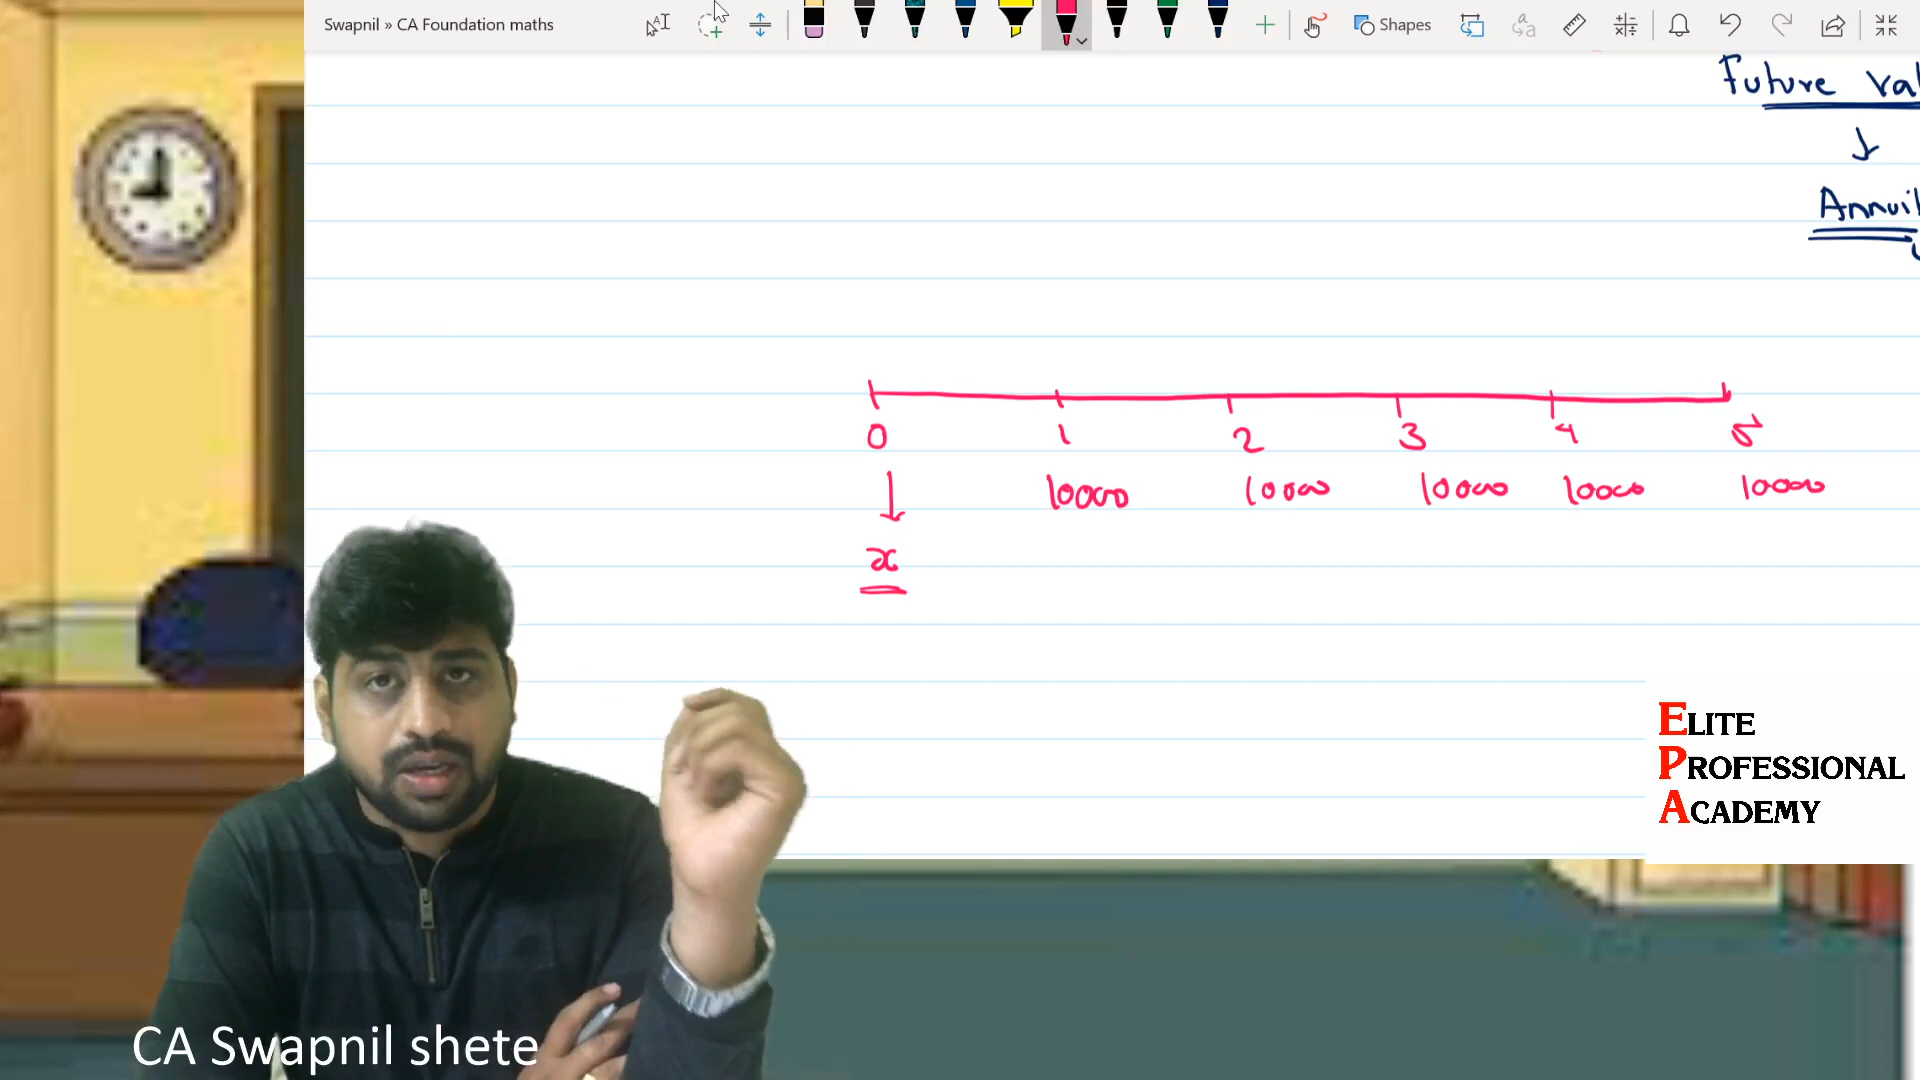 Swapnil » CA Foundation maths
Shapes
Future val
Annuit
0 1 2 3 4 5
10000 10000 10000 10000 10000
x
ELITE
PROFESSIONAL
ACADEMY
CA Swapnil shete